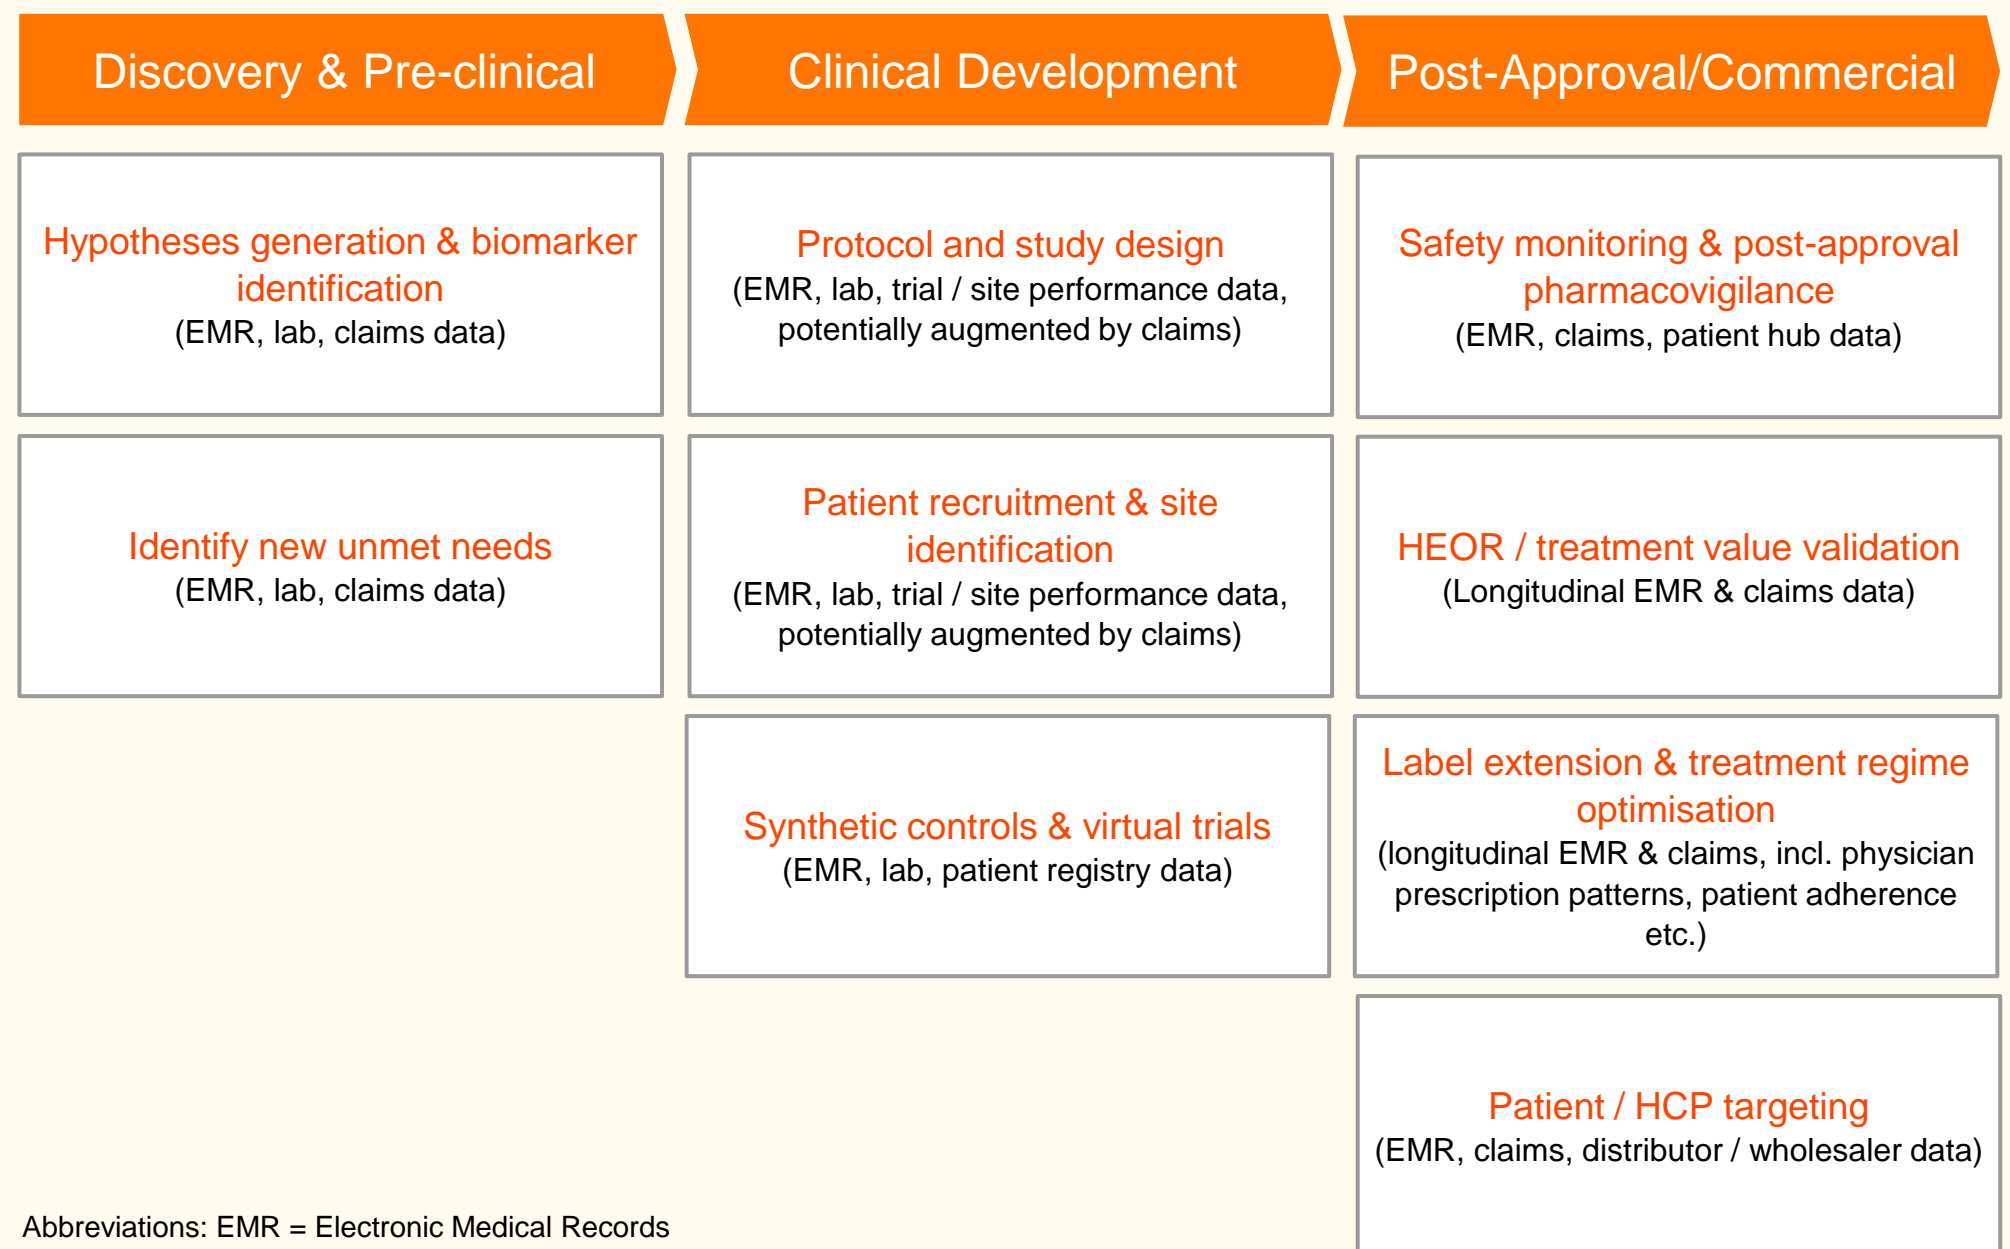 Discovery & Pre-clinical
Clinical Development
Post-Approval/Commercial
Hypotheses generation & biomarker
identification
(EMR, lab, claims data)
Protocol and study design
(EMR, lab, trial / site performance data,
potentially augmented by claims)
Safety monitoring & post-approval
pharmacovigilance
(EMR, claims, patient hub data)
Identify new unmet needs
(EMR, lab, claims data)
Patient recruitment & site
identification
(EMR, lab, trial / site performance data,
potentially augmented by claims)
HEOR / treatment value validation
(Longitudinal EMR & claims data)
Synthetic controls & virtual trials
(EMR, lab, patient registry data)
Label extension & treatment regime
optimisation
(longitudinal EMR & claims, incl. physician
prescription patterns, patient adherence
etc.)
Patient / HCP targeting
(EMR, claims, distributor / wholesaler data)
Abbreviations: EMR = Electronic Medical Records